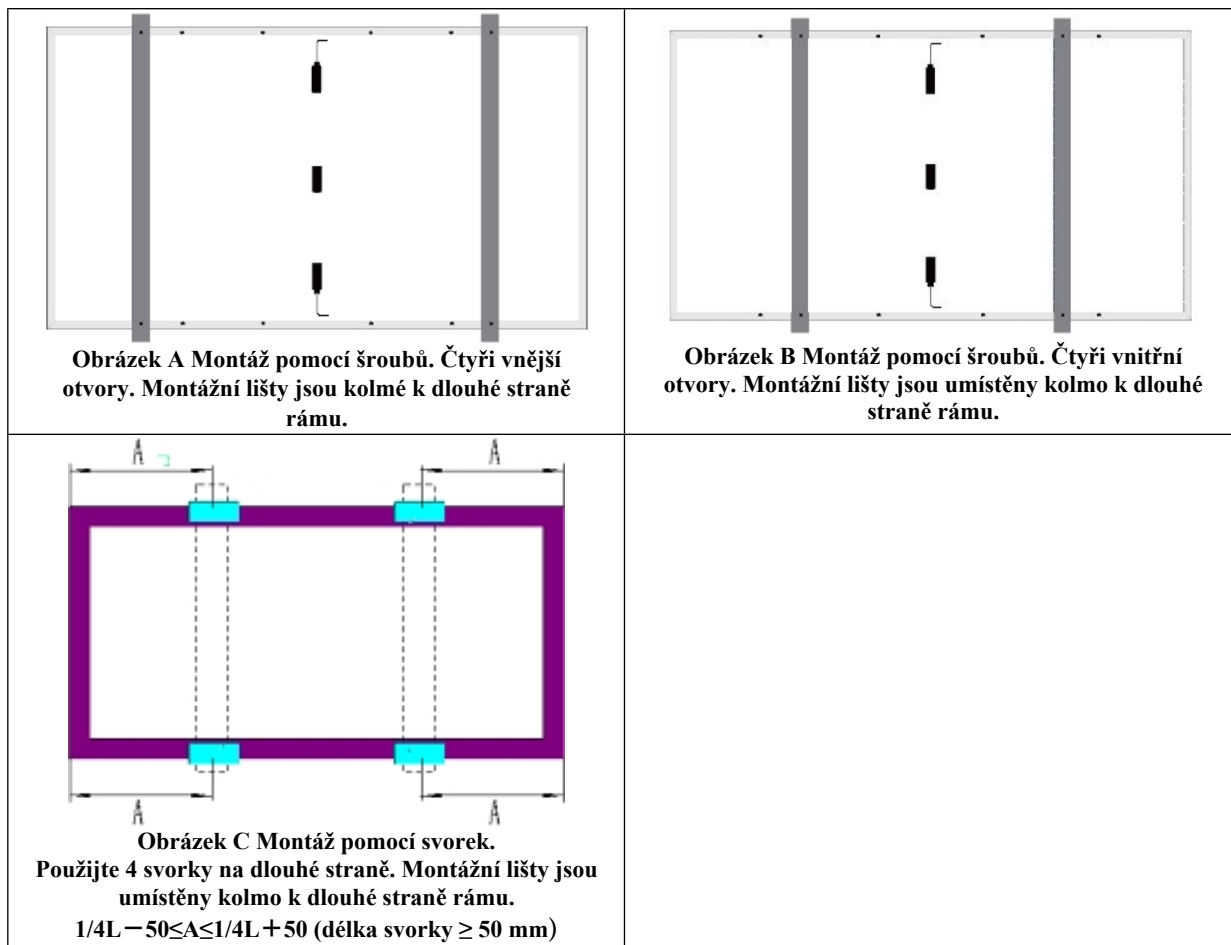 Obrázek A Montáž pomocí šroubů. Čtyři vnější
otvory. Montážní lišty jsou kolmé k dlouhé straně
rámu.
Obrázek B Montáž pomocí šroubů. Čtyři vnitřní
otvory. Montážní lišty jsou umístěny kolmo k dlouhé
straně rámu.
A A
A A
Obrázek C Montáž pomocí svorek.
Použijte 4 svorky na dlouhé straně. Montážní lišty jsou
umístěny kolmo k dlouhé straně rámu.
1/4L－50≤A≤1/4L＋50 (délka svorky ≥ 50 mm)